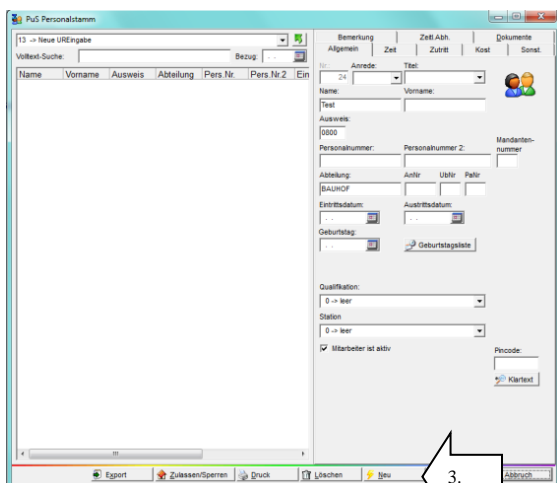 PuS Personalstamm
13 -> Neue UREingabe
Volltext-Suche:
Bezug: . .
Name Vorname Ausweis Abteilung Pers.Nr. Pers.Nr.2 Ein
Bemerkung Zeitl.Abh. Dokumente
Allgemein Zeit Zutritt Kost Sonst.
Nr.: Anrede: Titel:
24
Name: Vorname:
Test
Ausweis:
0800
Personalnummer: Personalnummer 2: Mandanten-
nummer
Abteilung: AnNr UbNr PaNr
BAUHOF
Eintrittsdatum: Austrittsdatum:
. . . .
Geburtstag:
. . Geburtstagsliste
Qualifikation:
0 -> leer
Station
0 -> leer
Mitarbeiter ist aktiv
Pincode:
Klartext
Export Zulassen/Sperren Druck Löschen Neu 3. Abbruch